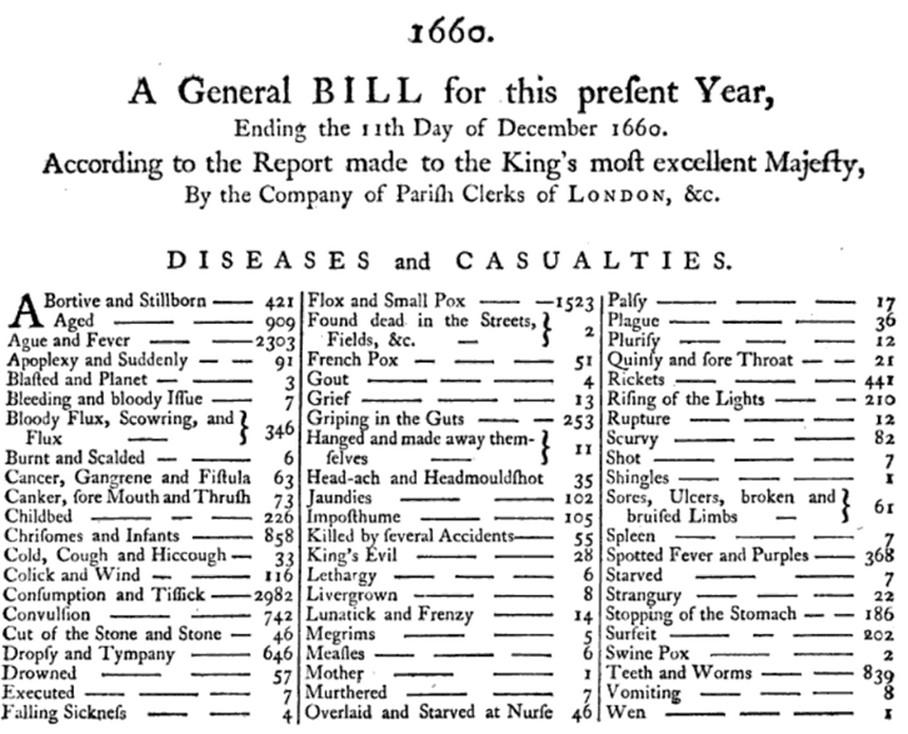 1660.
A General BILL for this preſent Year,
Ending the 11th Day of December 1660.
According to the Report made to the King's moſt excellent Majeſty,
By the Company of Pariſh Clerks of LONDON, &c.
DISEASES and CASUALTIES.
ABortive and Stillborn — 421
Aged — — 909
Ague and Fever — —2303
Apoplexy and Suddenly — — 91
Blaſted and Planet — — — 3
Bleeding and bloody Iſſue — — 7
Bloody Flux, Scowring, and } 346
Flux —
Burnt and Scalded — — — 6
Cancer, Gangrene and Fiſtula 63
Canker, ſore Mouth and Thruſh 73
Childbed — — — 226
Chriſomes and Infants — 858
Cold, Cough and Hiccough — 33
Colick and Wind — — 116
Conſumption and Tiſſick —2982
Convulſion — — 742
Cut of the Stone and Stone — 46
Dropſy and Tympany — 646
Drowned — — 57
Executed — — — 7
Falling Sickneſs — — 4
Flox and Small Pox — —1523
Found dead in the Streets, } 2
Fields, &c. —
French Pox — — — 51
Gout — — — 4
Grief — — — 13
Griping in the Guts — — 253
Hanged and made away them- } 11
ſelves —
Head-ach and Headmouldſhot 35
Jaundies — — 102
Impoſthume — — 105
Killed by ſeveral Accidents— 55
King's Evil — — 28
Lethargy — — — 6
Livergrown — — — 8
Lunatick and Frenzy — — 14
Megrims — — 5
Meaſles — — — 6
Mother — — — 1
Murthered — — 7
Overlaid and Starved at Nurſe 46
Palſy — — — 17
Plague — — — 36
Pluriſy — — — 12
Quinſy and ſore Throat — — 21
Rickets — — — 441
Riſing of the Lights — — 210
Rupture — — — 12
Scurvy — — — 82
Shot — — — 7
Shingles — — — 1
Sores, Ulcers, broken and } 61
bruiſed Limbs —
Spleen — — — 7
Spotted Fever and Purples — 368
Starved — — — 7
Strangury — — — 22
Stopping of the Stomach — — 186
Surfeit — — — 202
Swine Pox — — — 2
Teeth and Worms — — 839
Vomiting — — — 8
Wen — — — 1